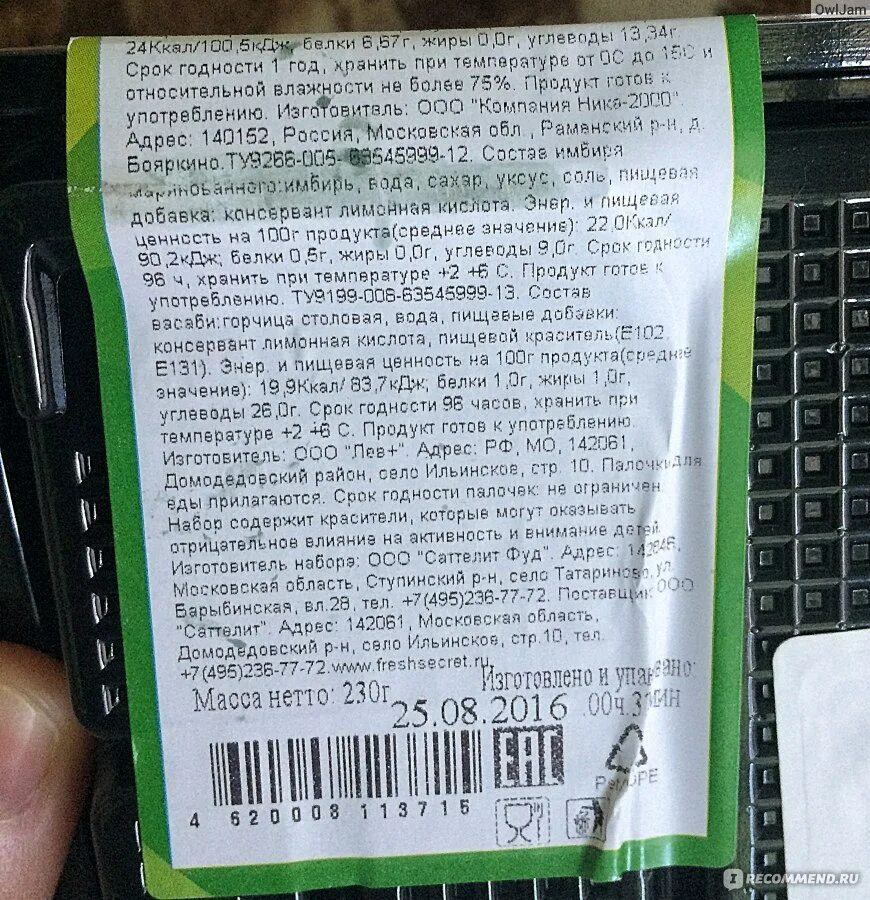 OwlJam
24Ккал/100,5кДж, белки 6,67г, жиры 0,0г, углеводы 13,34г.
Срок годности 1 год, хранить при температуре от 0С до 15С и
относительной влажности не более 75%. Продукт готов к
употреблению. Изготовитель: ООО "Компания Ника-2000".
Адрес: 140152, Россия, Московская обл., Раменский р-н, д.
Бояркино.ТУ9266-005- 63545999-12. Состав имбиря
маринованного:имбирь, вода, сахар, уксус, соль, пищевая
добавка: консервант лимонная кислота. Энер. и пищевая
ценность на 100г продукта(среднее значение): 22,0Ккал/
90,2кДж; белки 0,5г, жиры 0,0г, углеводы 9,0г. Срок годности
96 ч, хранить при температуре +2 +6 С. Продукт готов к
употреблению. ТУ9199-006-63545999-13. Состав
васаби:горчица столовая, вода, пищевые добавки:
консервант лимонная кислота, пищевой краситель(Е102,
Е131). Энер. и пищевая ценность на 100г продукта(среднее
значение): 19,9Ккал/ 83,7кДж; белки 1,0г, жиры 1,0г,
углеводы 26,0г. Срок годности 96 часов, хранить при
температуре +2 +6 С. Продукт готов к употреблению.
Изготовитель: ООО "Лев+". Адрес: РФ, МО, 142061,
Домодедовский район, село Ильинское, стр. 10. Палочки для
еды прилагаются. Срок годности палочек: не ограничен
Набор содержит красители, которые могут оказывать
отрицательное влияние на активность и внимание детей.
Изготовитель набора: ООО "Саттелит Фуд". Адрес:
Московская область, Ступинский р-н, село Татариново, ул.
Барыбинская, вл.28, тел. +7(495)236-77-72. Поставщик ООО
"Саттелит". Адрес: 142061, Московская область,
Домодедовский р-н, село Ильинское, стр.10, тел.
+7(495)236-77-72.www.freshsecret.ru
Изготовлено и упаковано:
Масса нетто: 230г
25.08.2016 00ч.
4 620008 113715
ЕАС
IRECOMMEND.RU